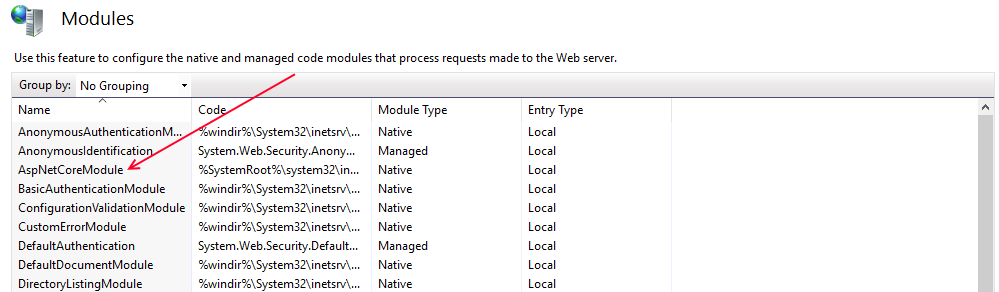 Modules
Use this feature to configure the native and managed code modules that process requests made to the Web server.
Group by: No Grouping
Name Code Module Type Entry Type
AnonymousAuthenticationM... %windir%\System32\inetsrv\... Native Local
AnonymousIdentification System.Web.Security.Anony... Managed Local
AspNetCoreModule %SystemRoot%\system32\in... Native Local
BasicAuthenticationModule %windir%\System32\inetsrv\... Native Local
ConfigurationValidationModule %windir%\System32\inetsrv\... Native Local
CustomErrorModule %windir%\System32\inetsrv\... Native Local
DefaultAuthentication System.Web.Security.Default... Managed Local
DefaultDocumentModule %windir%\System32\inetsrv\... Native Local
DirectoryListingModule %windir%\System32\inetsrv\... Native Local